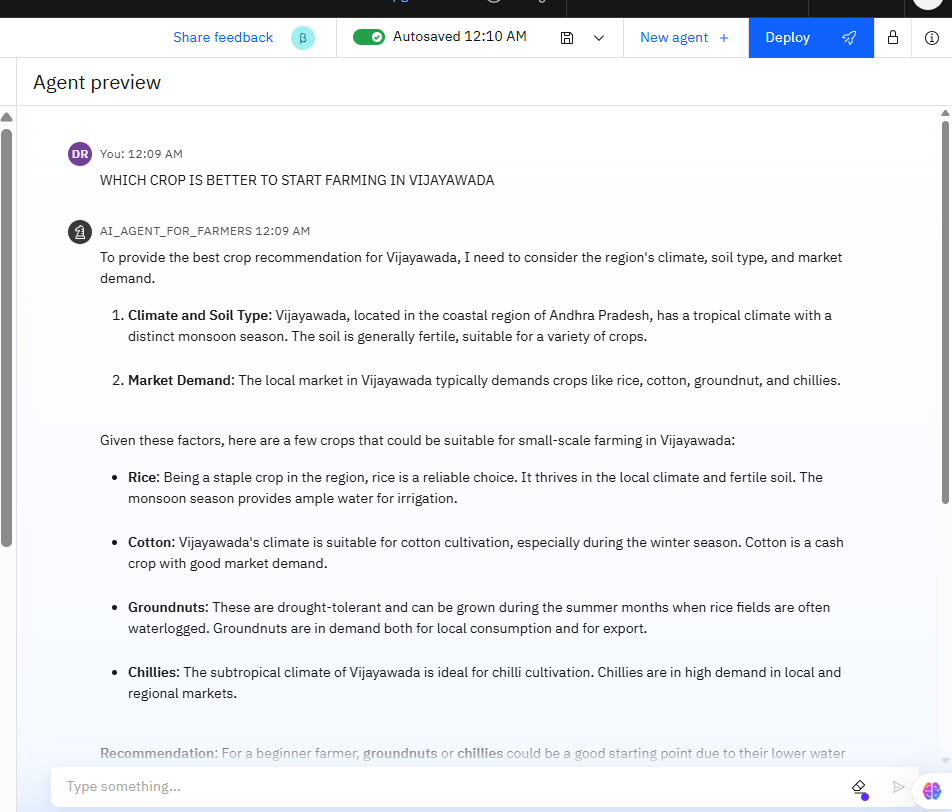 Share feedback β Autosaved 12:10 AM New agent + Deploy
Agent preview
DR You: 12:09 AM
WHICH CROP IS BETTER TO START FARMING IN VIJAYAWADA
AI_AGENT_FOR_FARMERS 12:09 AM
To provide the best crop recommendation for Vijayawada, I need to consider the region's climate, soil type, and market
demand.
1. Climate and Soil Type: Vijayawada, located in the coastal region of Andhra Pradesh, has a tropical climate with a
distinct monsoon season. The soil is generally fertile, suitable for a variety of crops.
2. Market Demand: The local market in Vijayawada typically demands crops like rice, cotton, groundnut, and chillies.
Given these factors, here are a few crops that could be suitable for small-scale farming in Vijayawada:
• Rice: Being a staple crop in the region, rice is a reliable choice. It thrives in the local climate and fertile soil. The
monsoon season provides ample water for irrigation.
• Cotton: Vijayawada's climate is suitable for cotton cultivation, especially during the winter season. Cotton is a cash
crop with good market demand.
• Groundnuts: These are drought-tolerant and can be grown during the summer months when rice fields are often
waterlogged. Groundnuts are in demand both for local consumption and for export.
• Chillies: The subtropical climate of Vijayawada is ideal for chilli cultivation. Chillies are in high demand in local and
regional markets.
Recommendation: For a beginner farmer, groundnuts or chillies could be a good starting point due to their lower water
Type something...